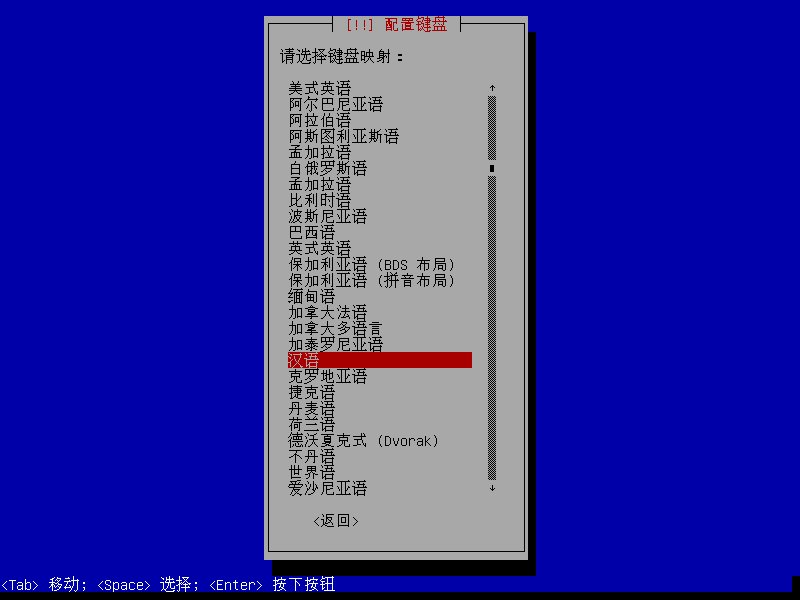 [!!] 配置键盘
请选择键盘映射：
美式英语
阿尔巴尼亚语
阿拉伯语
阿斯图利亚斯语
孟加拉语
白俄罗斯语
孟加拉语
比利时语
波斯尼亚语
巴西语
英式英语
保加利亚语 (BDS 布局)
保加利亚语 (拼音布局)
缅甸语
加拿大法语
加拿大多语言
加泰罗尼亚语
汉语
克罗地亚语
捷克语
丹麦语
荷兰语
德沃夏克式 (Dvorak)
不丹语
世界语
爱沙尼亚语
<返回>
<Tab> 移动; <Space> 选择; <Enter> 按下按钮